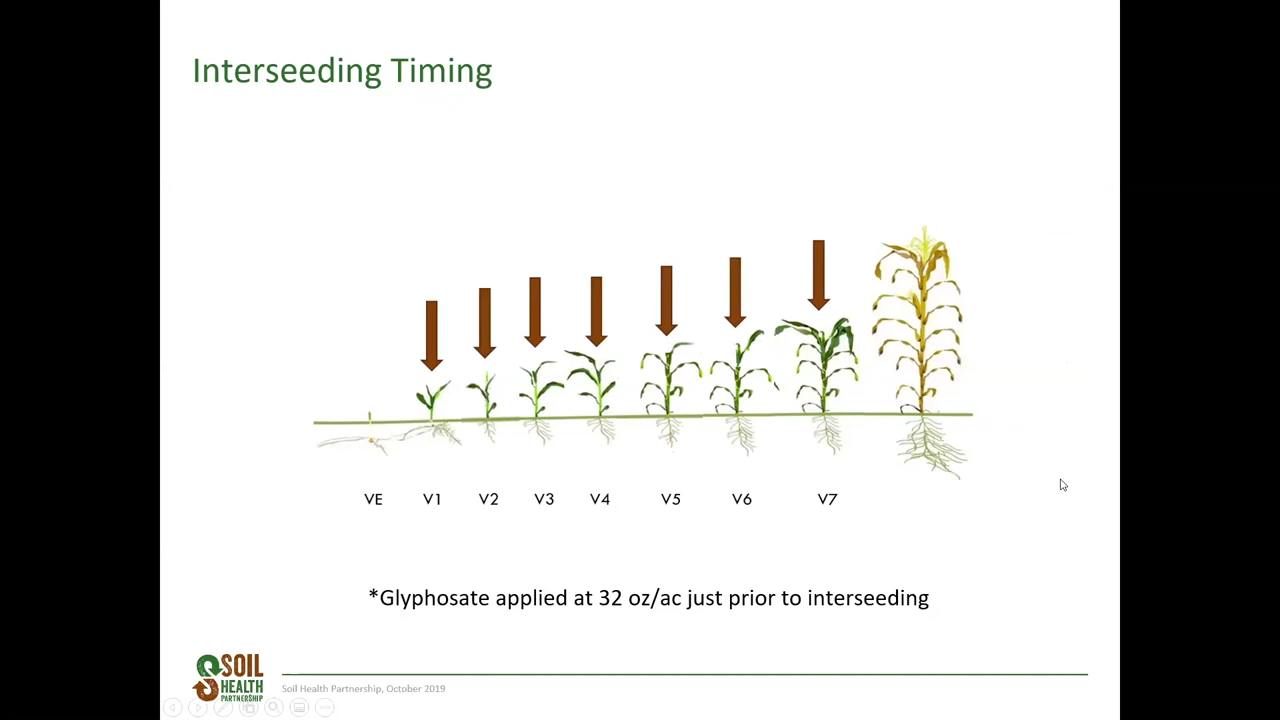 Interseeding Timing
VE V1 V2 V3 V4 V5 V6 V7
*Glyphosate applied at 32 oz/ac just prior to interseeding
SOIL
HEALTH
PARTNERSHIP
Soil Health Partnership, October 2019